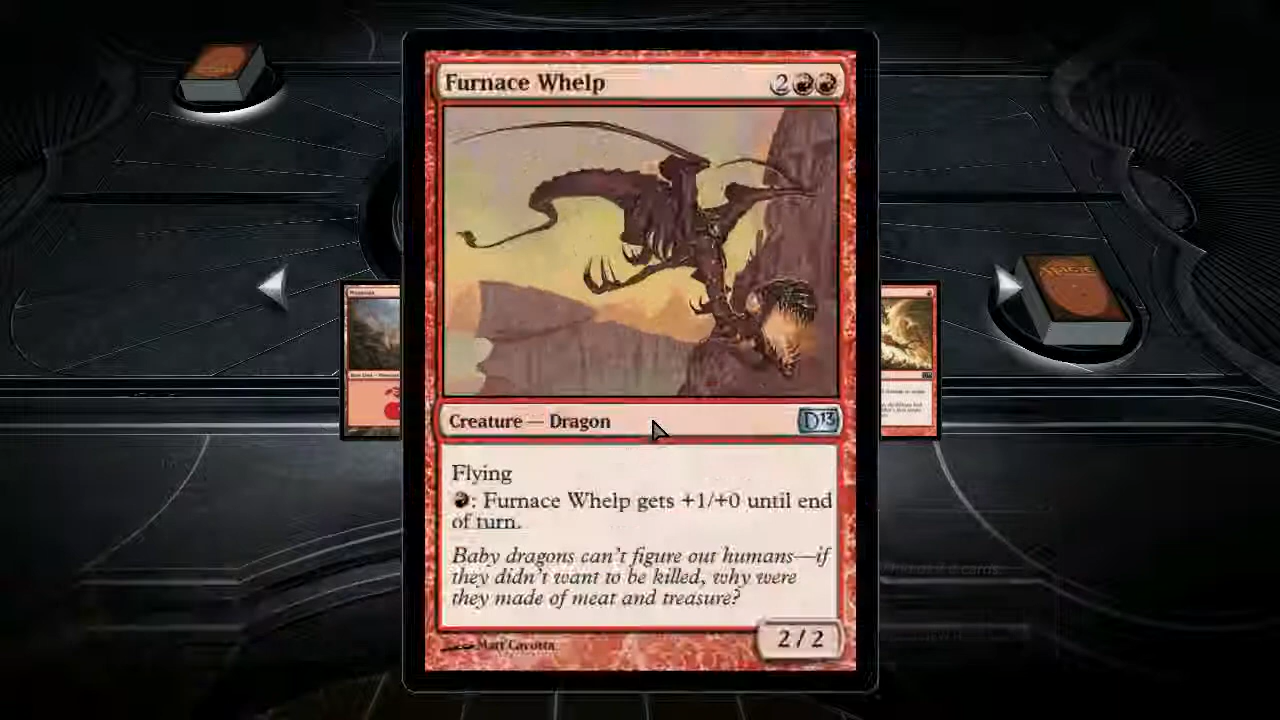 Furnace Whelp
2
Creature — Dragon
D13
Flying
: Furnace Whelp gets +1/+0 until end
of turn.
Baby dragons can't figure out humans—if
they didn't want to be killed, why were
they made of meat and treasure?
Matt Cavotta
2/2
Mountain
MAGIC